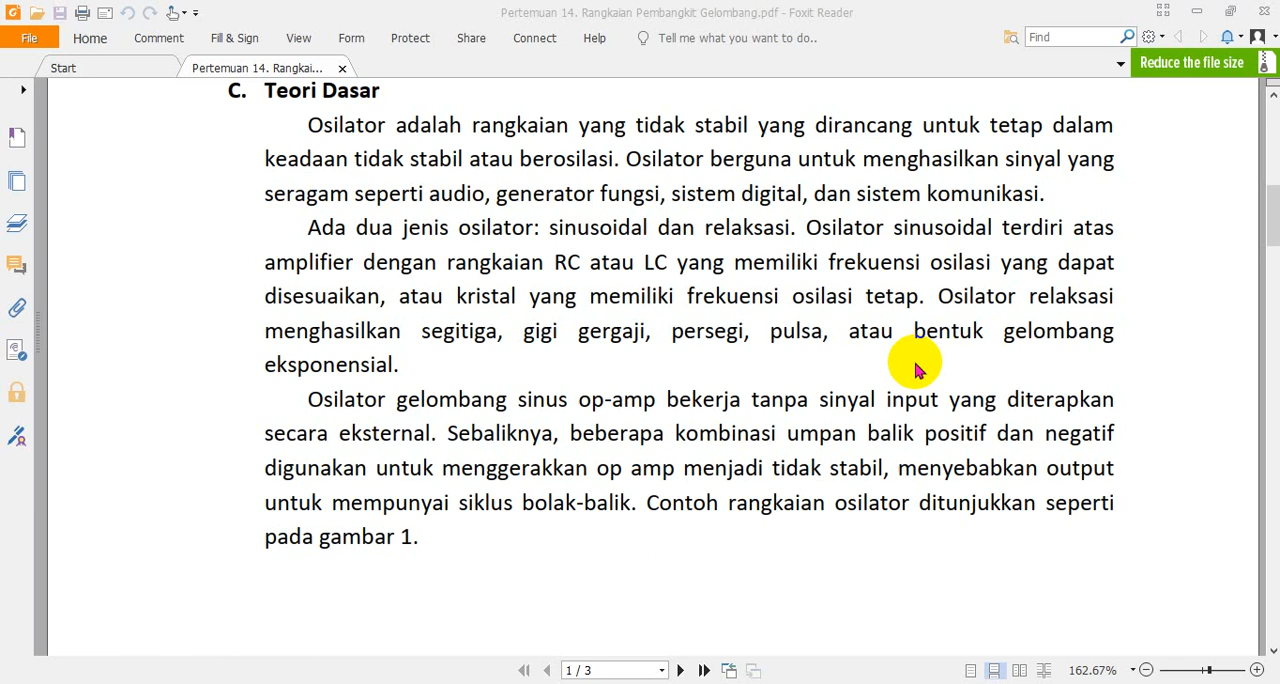 Pertemuan 14. Rangkaian Pembangkit Gelombang.pdf - Foxit Reader
File Home Comment Fill & Sign View Form Protect Share Connect Help Tell me what you want to do.. Find
Start Pertemuan 14. Rangkai... Reduce the file size
C. Teori Dasar
Osilator adalah rangkaian yang tidak stabil yang dirancang untuk tetap dalam
keadaan tidak stabil atau berosilasi. Osilator berguna untuk menghasilkan sinyal yang
seragam seperti audio, generator fungsi, sistem digital, dan sistem komunikasi.
Ada dua jenis osilator: sinusoidal dan relaksasi. Osilator sinusoidal terdiri atas
amplifier dengan rangkaian RC atau LC yang memiliki frekuensi osilasi yang dapat
disesuaikan, atau kristal yang memiliki frekuensi osilasi tetap. Osilator relaksasi
menghasilkan segitiga, gigi gergaji, persegi, pulsa, atau bentuk gelombang
eksponensial.
Osilator gelombang sinus op-amp bekerja tanpa sinyal input yang diterapkan
secara eksternal. Sebaliknya, beberapa kombinasi umpan balik positif dan negatif
digunakan untuk menggerakkan op amp menjadi tidak stabil, menyebabkan output
untuk mempunyai siklus bolak-balik. Contoh rangkaian osilator ditunjukkan seperti
pada gambar 1.
1 / 3 162.67%